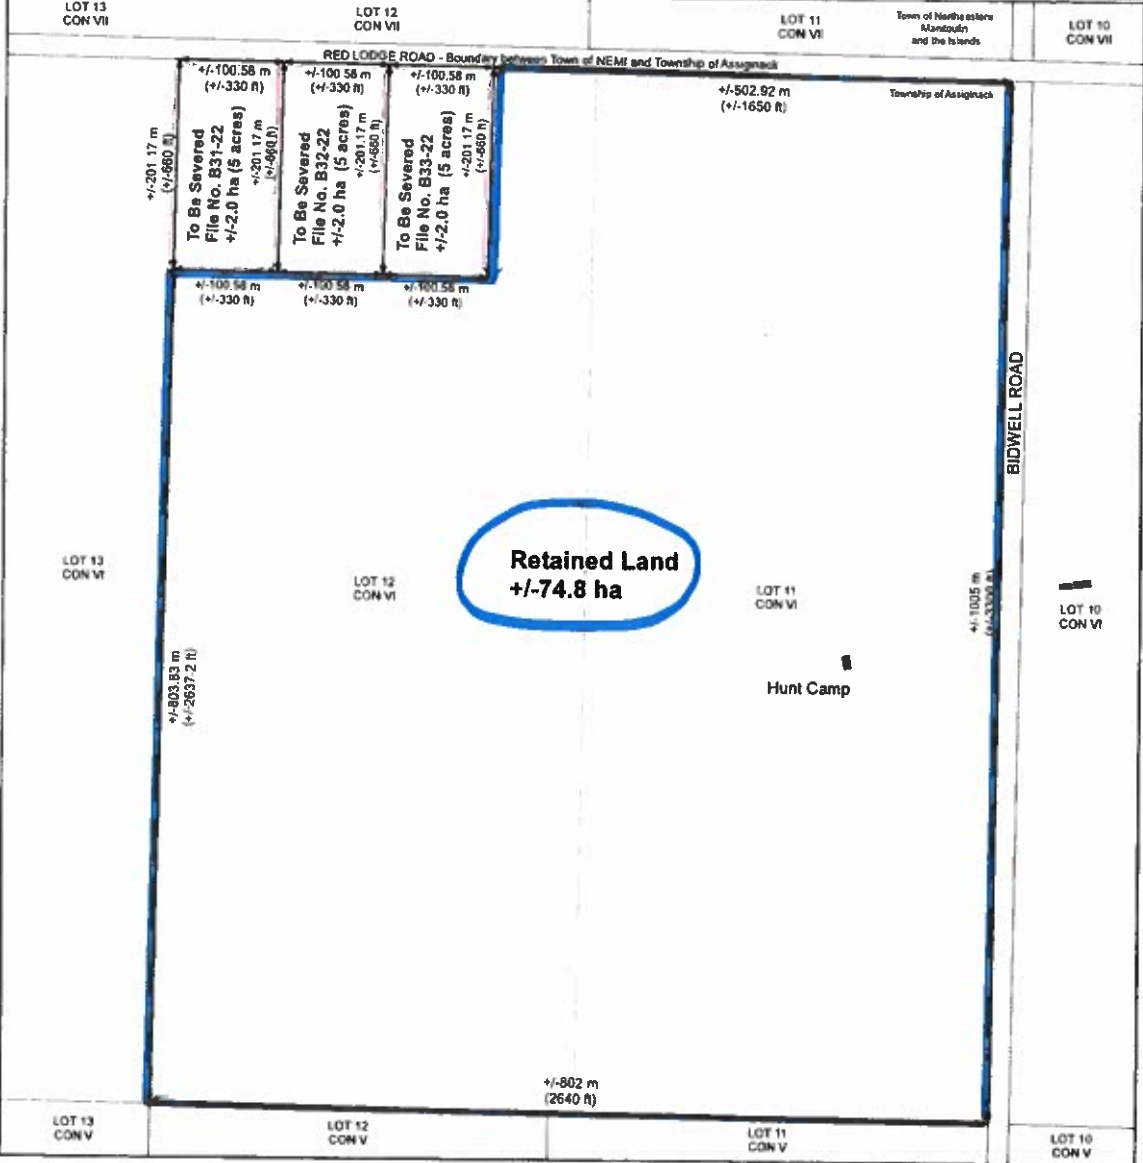 LOT 13
CON VII
LOT 12
CON VII
LOT 11
CON VII
Town of Northeastern
Manitoulin
and the Islands
LOT 10
CON VII
RED LODGE ROAD - Boundary between Town of NEMI and Township of Assiginack
+/-100.58 m
(+/-330 ft)
+/-100.58 m
(+/-330 ft)
+/-100.58 m
(+/-330 ft)
+/-502.92 m
(+/-1650 ft)
Township of Assiginack
+/-201.17 m
(+/-660 ft)
To Be Severed
File No. B31-22
+/-2.0 ha (5 acres)
+/-201.17 m
(+/-660 ft)
To Be Severed
File No. B32-22
+/-2.0 ha (5 acres)
+/-201.17 m
(+/-660 ft)
To Be Severed
File No. B33-22
+/-2.0 ha (5 acres)
+/-201.17 m
(+/-660 ft)
+/-100.58 m
(+/-330 ft)
+/-100.58 m
(+/-330 ft)
+/-100.58 m
(+/-330 ft)
BIDWELL ROAD
LOT 13
CON VI
LOT 12
CON VI
Retained Land
+/-74.8 ha
LOT 11
CON VI
+/-1005 m
(+/-3300 ft)
LOT 10
CON VI
Hunt Camp
+/-803.83 m
(+/-2637.2 ft)
+/-802 m
(2640 ft)
LOT 13
CON V
LOT 12
CON V
LOT 11
CON V
LOT 10
CON V